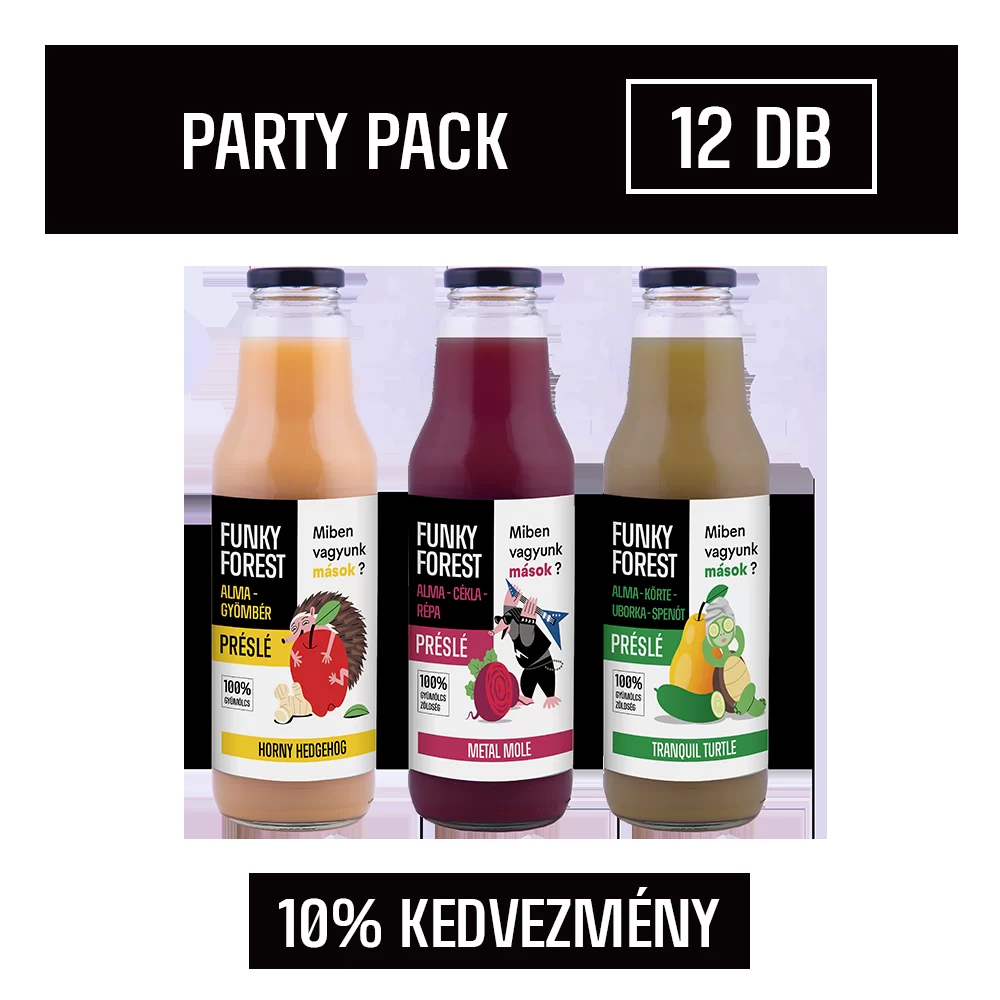 PARTY PACK
12 DB
FUNKY
FOREST
ALMA -
GYÖMBÉR
PRÉSLÉ
100%
GYÜMÖLCS
Miben
vagyunk
mások?
HORNY HEDGEHOG
FUNKY
FOREST
ALMA - CÉKLA -
RÉPA
PRÉSLÉ
100%
GYÜMÖLCS
ZÖLDSÉG
Miben
vagyunk
mások?
METAL MOLE
FUNKY
FOREST
ALMA - KÖRTE -
UBORKA - SPENÓT
PRÉSLÉ
100%
GYÜMÖLCS
ZÖLDSÉG
Miben
vagyunk
mások?
TRANQUIL TURTLE
10% KEDVEZMÉNY